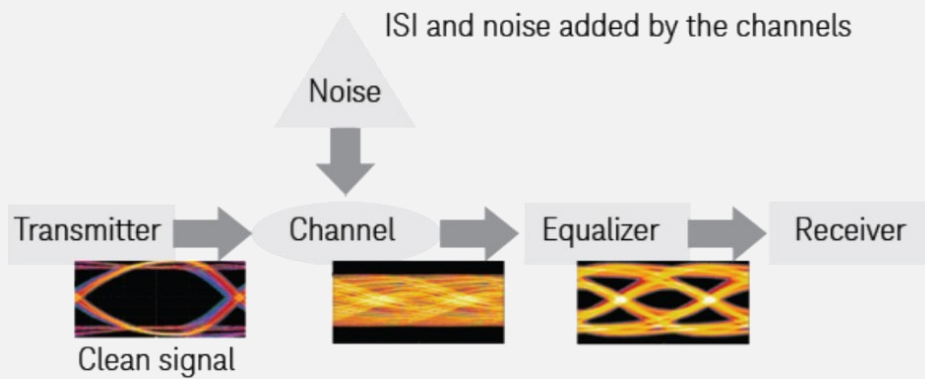 ISI and noise added by the channels
Noise
Transmitter
Channel
Equalizer
Receiver
Clean signal